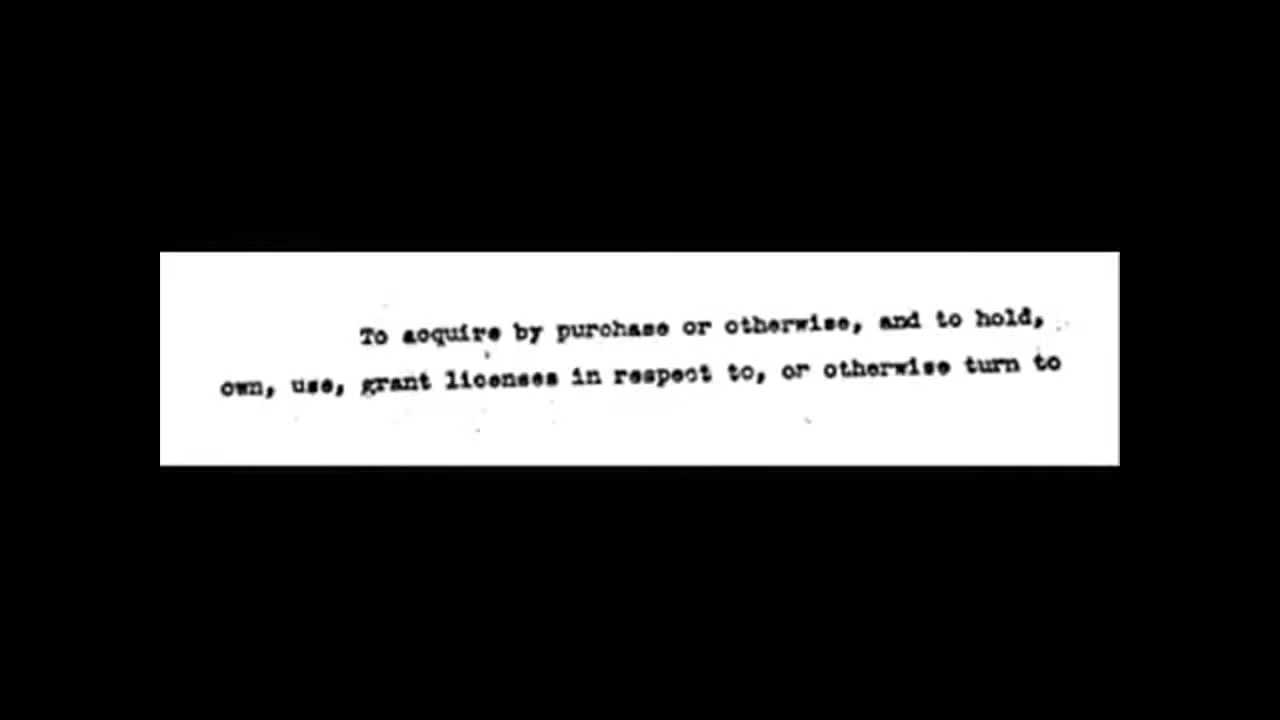 To acquire by purchase or otherwise, and to hold,
own, use, grant licenses in respect to, or otherwise turn to